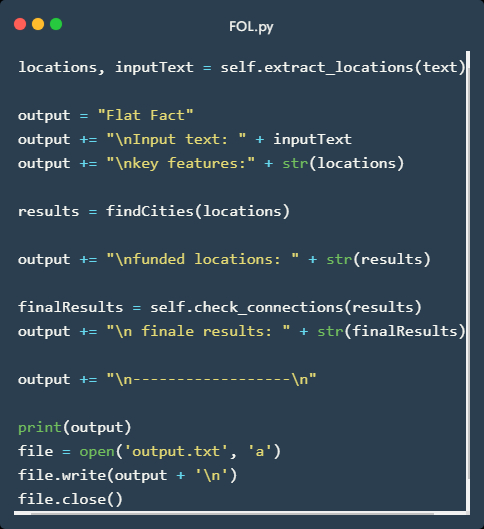 FOL.py
locations, inputText = self.extract_locations(text)
output = "Flat Fact"
output += "\nInput text: " + inputText
output += "\nkey features:" + str(locations)
results = findCities(locations)
output += "\nfunded locations: " + str(results)
finalResults = self.check_connections(results)
output += "\n finale results: " + str(finalResults)
output += "\n------------------\n"
print(output)
file = open('output.txt', 'a')
file.write(output + '\n')
file.close()